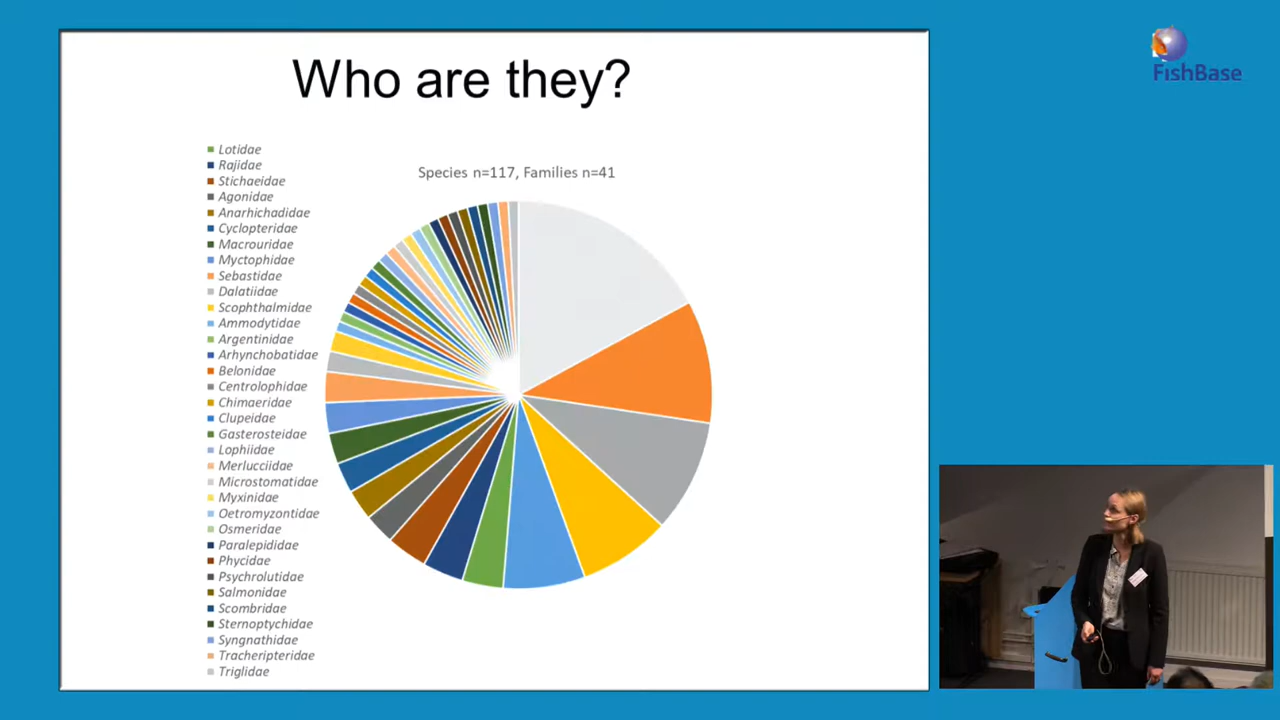 Who are they?
FishBase
Species n=117, Families n=41
Lotidae
Rajidae
Stichaeidae
Agonidae
Anarhichadidae
Cyclopteridae
Macrouridae
Myctophidae
Sebastidae
Dalatiidae
Scophthalmidae
Ammodytidae
Argentinidae
Arhynchobatidae
Belonidae
Centrolophidae
Chimaeridae
Clupeidae
Gasterosteidae
Lophiidae
Merlucciidae
Microstomatidae
Myxinidae
Oetromyzontidae
Osmeridae
Paralepididae
Phycidae
Psychrolutidae
Salmonidae
Scombridae
Sternoptychidae
Syngnathidae
Tracheripteridae
Triglidae